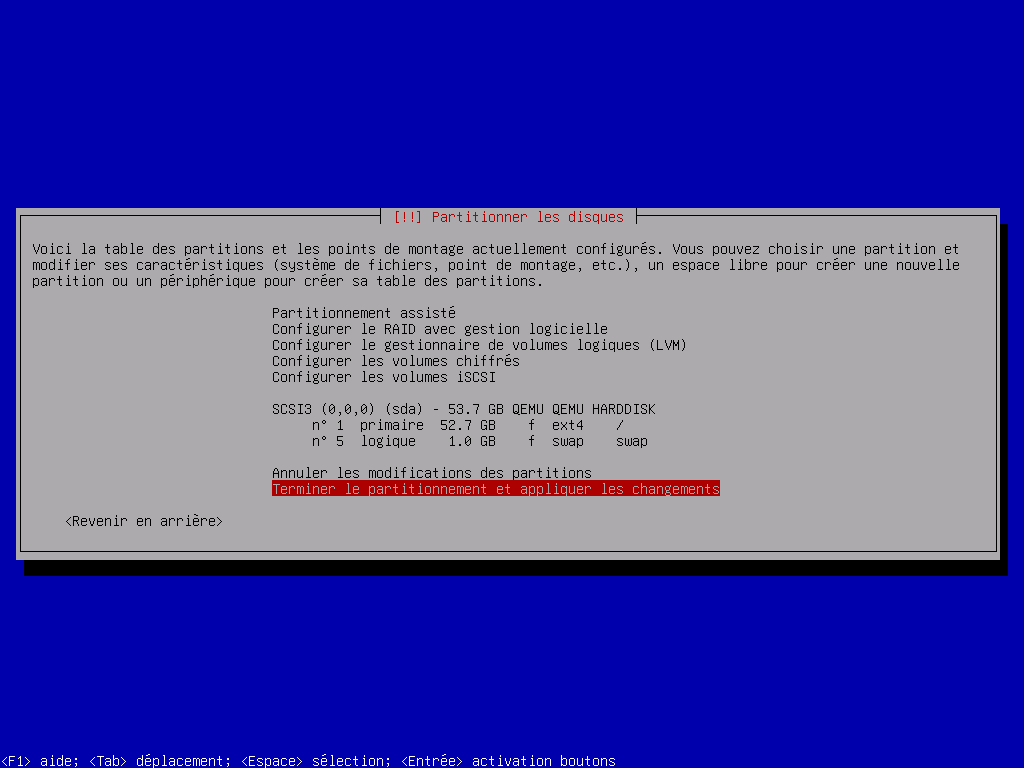 [!!] Partitionner les disques
Voici la table des partitions et les points de montage actuellement configurés. Vous pouvez choisir une partition et
modifier ses caractéristiques (système de fichiers, point de montage, etc.), un espace libre pour créer une nouvelle
partition ou un périphérique pour créer sa table des partitions.
Partitionnement assisté
Configurer le RAID avec gestion logicielle
Configurer le gestionnaire de volumes logiques (LVM)
Configurer les volumes chiffrés
Configurer les volumes iSCSI
SCSI3 (0,0,0) (sda) - 53.7 GB QEMU QEMU HARDDISK
n° 1 primaire 52.7 GB f ext4 /
n° 5 logique 1.0 GB f swap swap
Annuler les modifications des partitions
Terminer le partitionnement et appliquer les changements
<Revenir en arrière>
<F1> aide; <Tab> déplacement; <Espace> sélection; <Entrée> activation boutons